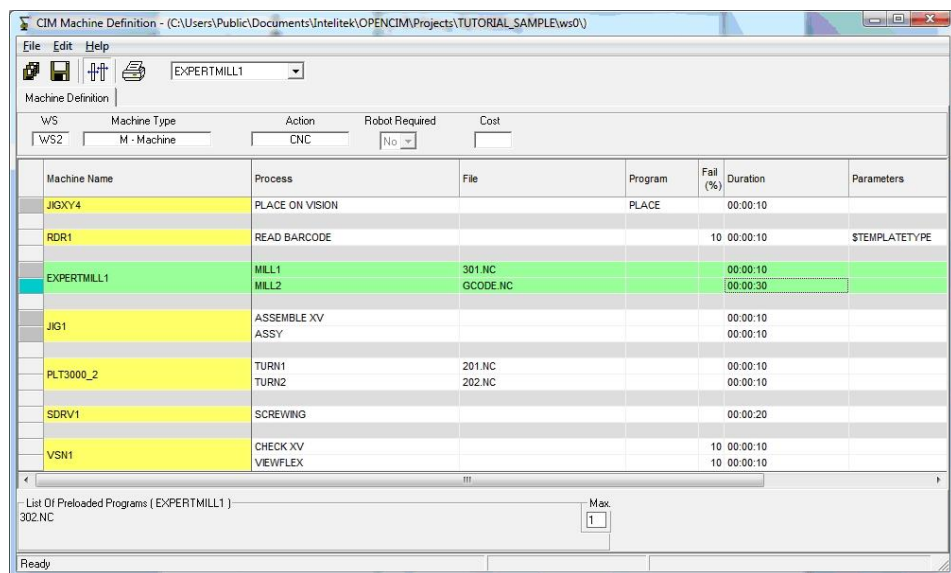 CIM Machine Definition - (C:\Users\Public\Documents\Intelitek\OPENCIM\Projects\TUTORIAL_SAMPLE\ws0\)
File Edit Help
EXPERTMILL1
Machine Definition
WS Machine Type Action Robot Required Cost
WS2 M - Machine CNC No
Machine Name Process File Program Fail (%) Duration Parameters
JIGXY4 PLACE ON VISION PLACE 00:00:10
RDR1 READ BARCODE 10 00:00:10 $TEMPLATETYPE
EXPERTMILL1 MILL1 301.NC 00:00:10
MILL2 GCODE.NC 00:00:30
JIG1 ASSEMBLE XV 00:00:10
ASSY 00:00:10
PLT3000_2 TURN1 201.NC 00:00:10
TURN2 202.NC 00:00:10
SDRV1 SCREWING 00:00:20
VSN1 CHECK XV 10 00:00:10
VIEWFLEX 10 00:00:10
List Of Preloaded Programs ( EXPERTMILL1 ) Max.
302.NC 1
Ready